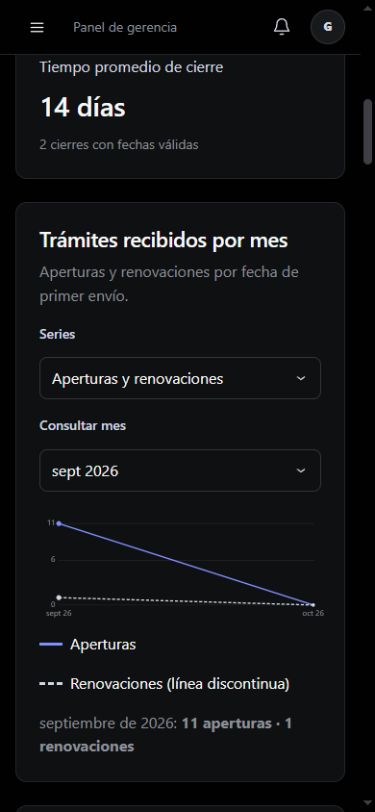 Panel de gerencia
G
Tiempo promedio de cierre
14 días
2 cierres con fechas válidas
Trámites recibidos por mes
Aperturas y renovaciones por fecha de
primer envío.
Series
Aperturas y renovaciones
Consultar mes
sept 2026
11
6
0
sept 26
oct 26
Aperturas
Renovaciones (línea discontinua)
septiembre de 2026: 11 aperturas · 1
renovaciones